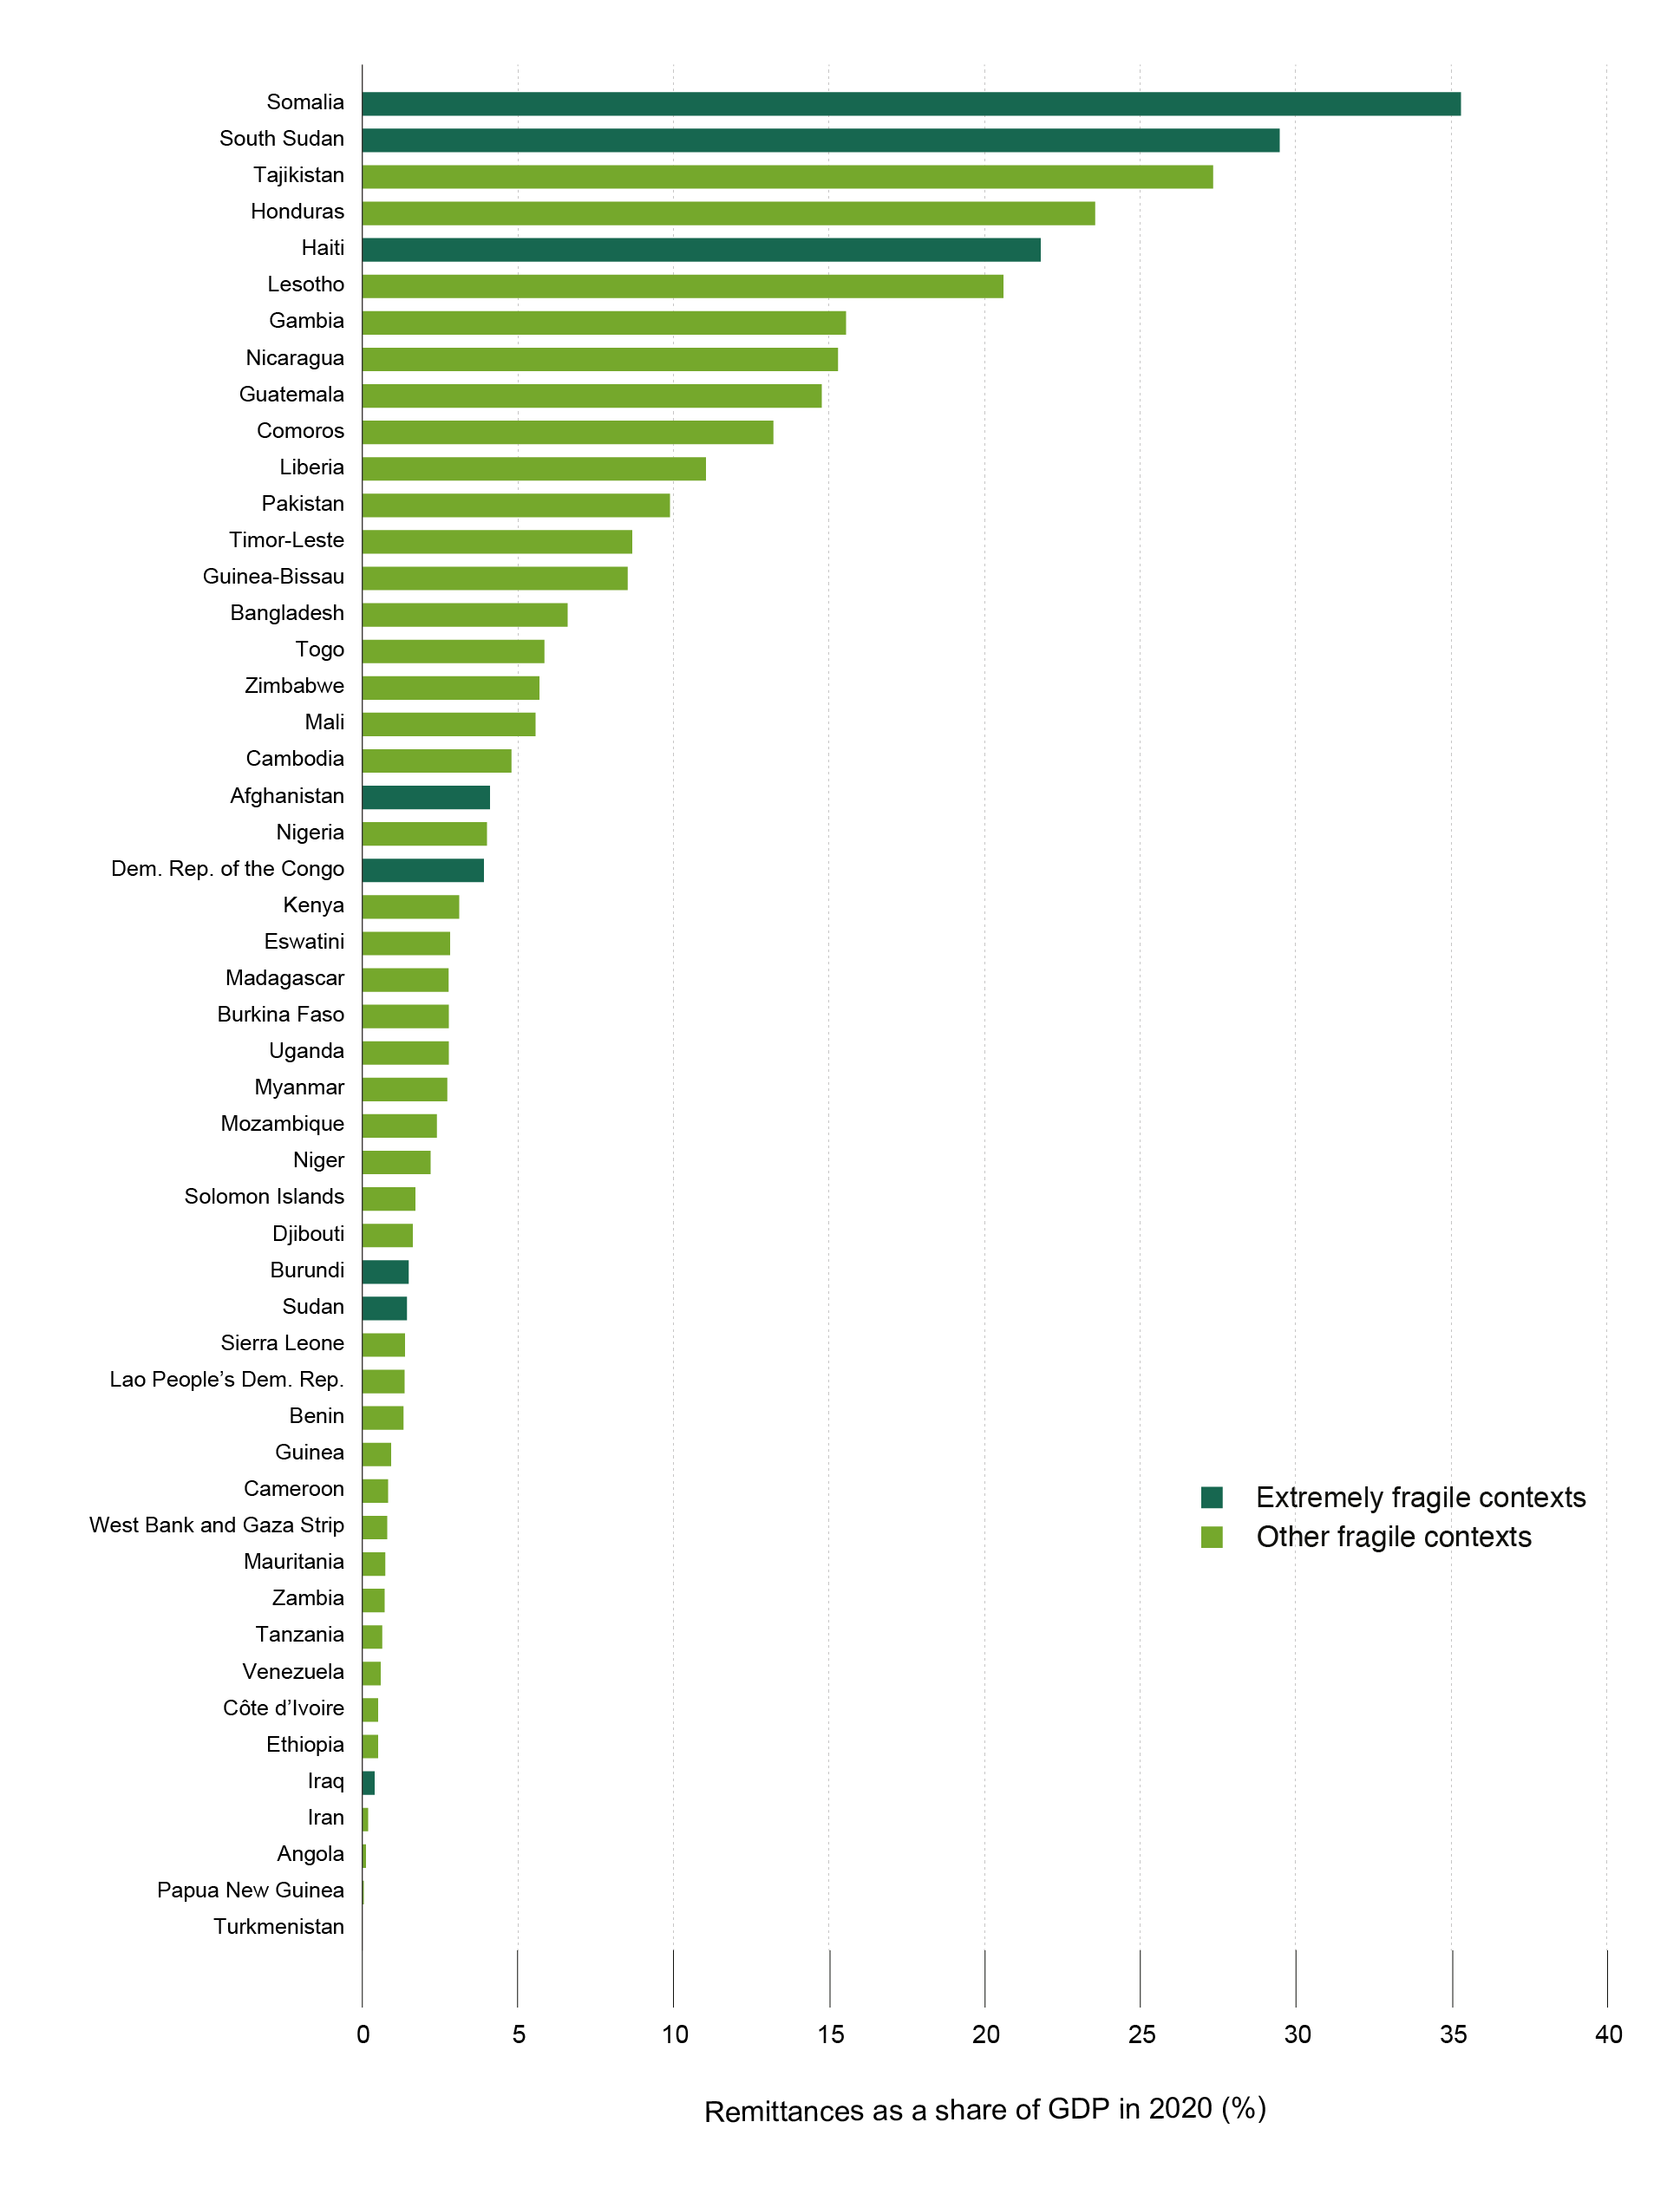 Somalia
South Sudan
Tajikistan
Honduras
Haiti
Lesotho
Gambia
Nicaragua
Guatemala
Comoros
Liberia
Pakistan
Timor-Leste
Guinea-Bissau
Bangladesh
Togo
Zimbabwe
Mali
Cambodia
Afghanistan
Nigeria
Dem. Rep. of the Congo
Kenya
Eswatini
Madagascar
Burkina Faso
Uganda
Myanmar
Mozambique
Niger
Solomon Islands
Djibouti
Burundi
Sudan
Sierra Leone
Lao People’s Dem. Rep.
Benin
Guinea
Cameroon
West Bank and Gaza Strip
Mauritania
Zambia
Tanzania
Venezuela
Côte d’Ivoire
Ethiopia
Iraq
Iran
Angola
Papua New Guinea
Turkmenistan
Extremely fragile contexts
Other fragile contexts
0 5 10 15 20 25 30 35 40
Remittances as a share of GDP in 2020 (%)